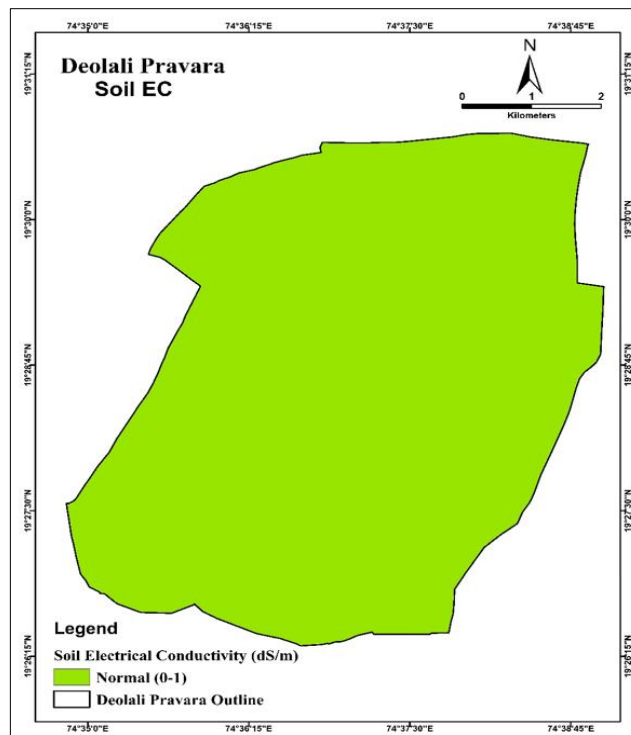 74°35'0"E 74°36'15"E 74°37'30"E 74°38'45"E
Deolali Pravara
Soil EC
N
0 1 2
Kilometers
19°31'15"N
19°30'0"N
19°28'45"N
19°27'30"N
19°26'15"N
19°31'15"N
19°30'0"N
19°28'45"N
19°27'30"N
19°26'15"N
Legend
Soil Electrical Conductivity (dS/m)
Normal (0-1)
Deolali Pravara Outline
74°35'0"E 74°36'15"E 74°37'30"E 74°38'45"E